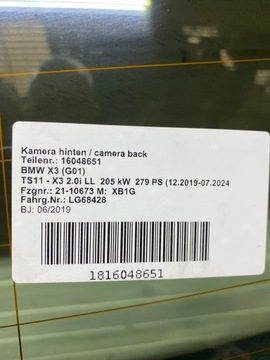 Kamera hinten / camera back
Teilenr.: 16048651
BMW X3 (G01)
TS11 - X3 2.0i LL 205 kW 279 PS (12.2019-07.2024
Fzgnr.: 21-10673 M: XB1G
Fahrg.Nr.: LG68428
BJ: 06/2019
1816048651